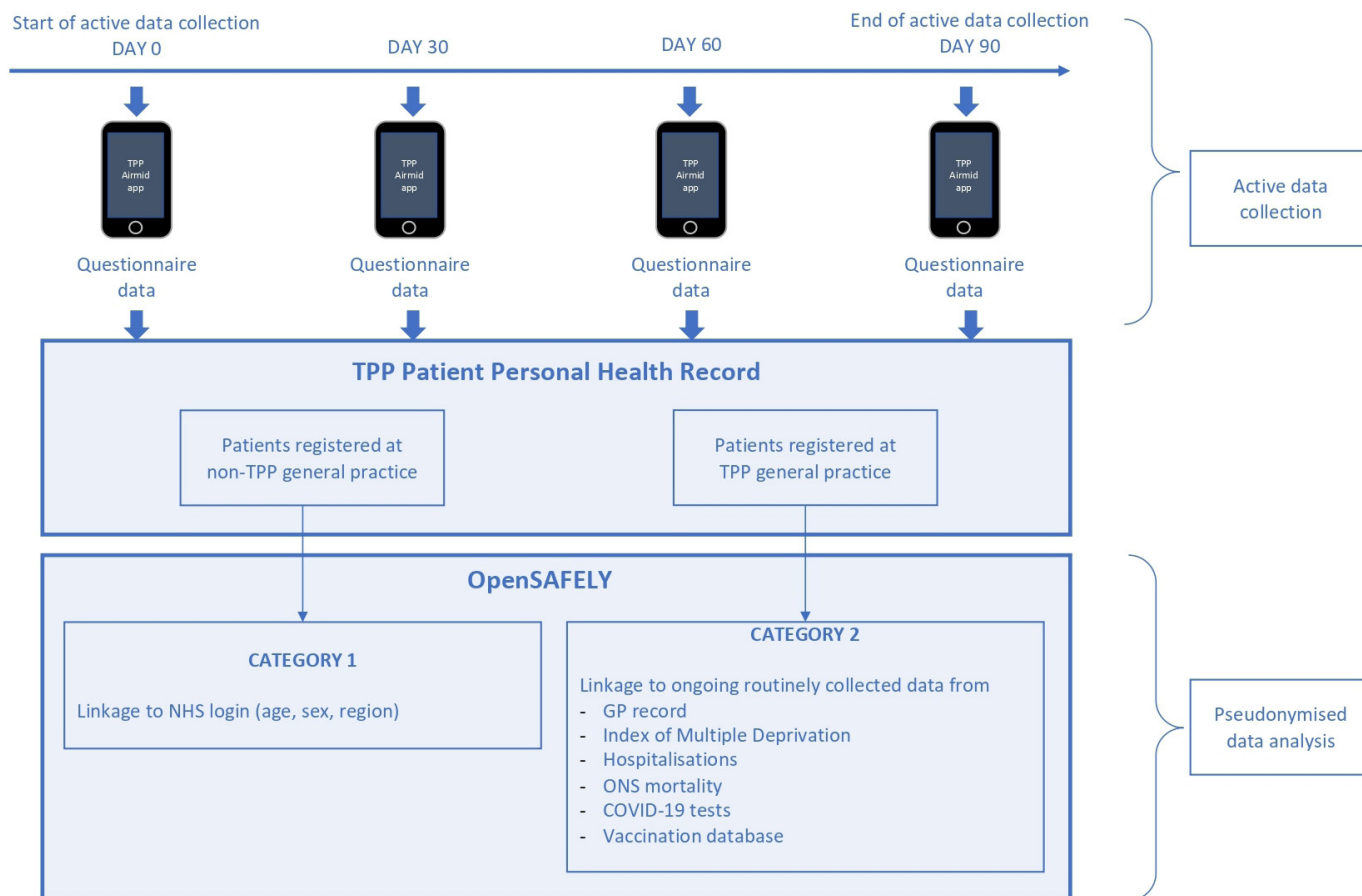 Start of active data collection
DAY 0
DAY 30
DAY 60
End of active data collection
DAY 90
TPP
Airmid
app
TPP
Airmid
app
TPP
Airmid
app
TPP
Airmid
app
Questionnaire
data
Questionnaire
data
Questionnaire
data
Questionnaire
data
Active data
collection
TPP Patient Personal Health Record
Patients registered at
non-TPP general practice
Patients registered at
TPP general practice
OpenSAFELY
CATEGORY 1
Linkage to NHS login (age, sex, region)
CATEGORY 2
Linkage to ongoing routinely collected data from
- GP record
- Index of Multiple Deprivation
- Hospitalisations
- ONS mortality
- COVID-19 tests
- Vaccination database
Pseudonymised
data analysis